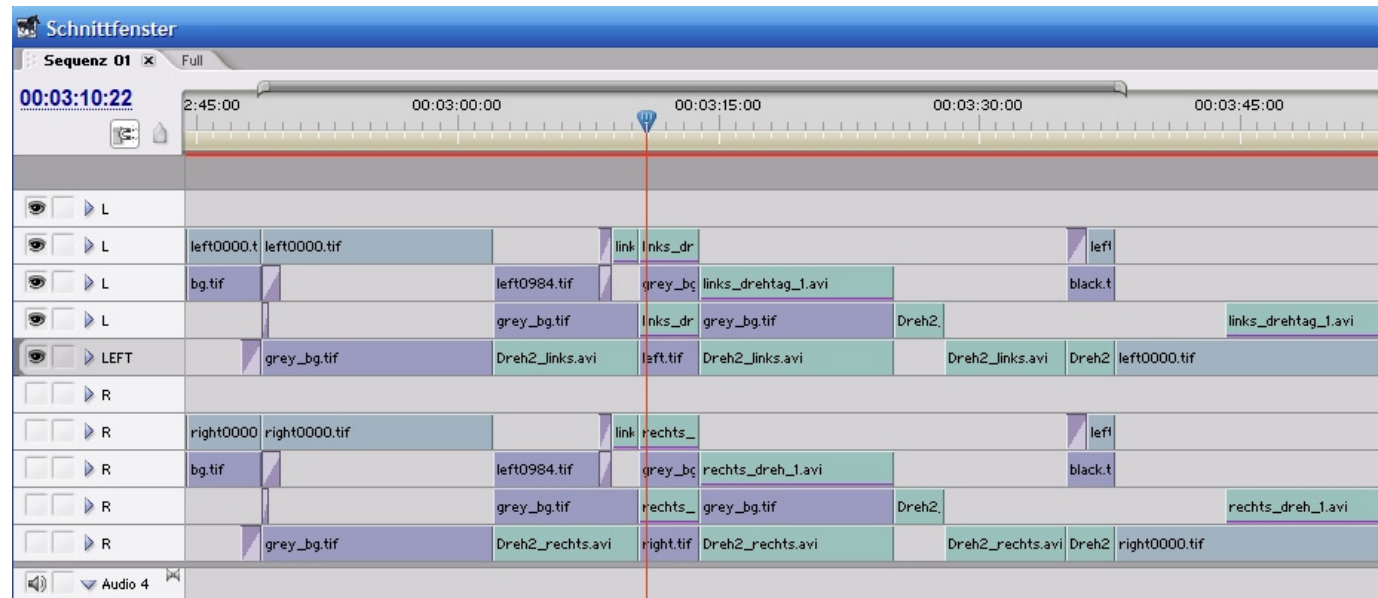 Schnittfenster
Sequenz 01 Full
00:03:10:22 2:45:00 00:03:00:00 00:03:15:00 00:03:30:00 00:03:45:00
L
L left0000.t left0000.tif link links_dr left
L bg.tif left0984.tif grey_bg links_drehtag_1.avi black.t
L grey_bg.tif links_dr grey_bg.tif Dreh2. links_drehtag_1.avi
LEFT grey_bg.tif Dreh2_links.avi left.tif Dreh2_links.avi Dreh2_links.avi Dreh2 left0000.tif
R
R right0000 right0000.tif link rechts_ left
R bg.tif left0984.tif grey_bg rechts_dreh_1.avi black.t
R grey_bg.tif rechts_ grey_bg.tif Dreh2. rechts_dreh_1.avi
R grey_bg.tif Dreh2_rechts.avi right.tif Dreh2_rechts.avi Dreh2_rechts.avi Dreh2 right0000.tif
Audio 4